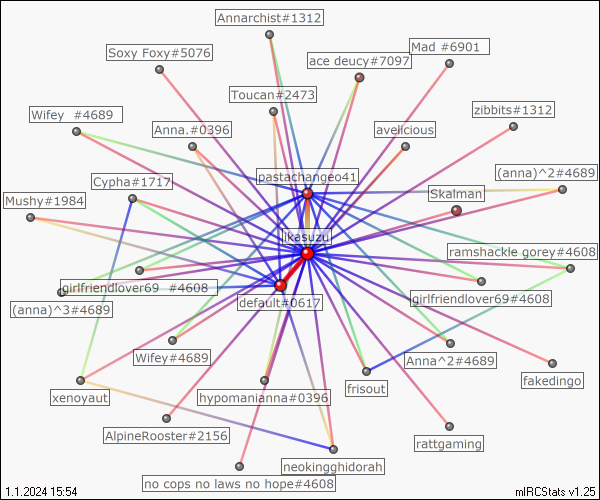 Annarchist#1312
Mad #6901
Soxy Foxy#5076
ace deucy#7097
Toucan#2473
zibbits#1312
Wifey #4689
Anna.#0396
avelicious
pastachangeo41
(anna)^2#4689
Cypha#1717
Skalman
Mushy#1984
ikasuzu
ramshackle gorey#4608
girlfriendlover69 #4608
default#0617
girlfriendlover69#4608
(anna)^3#4689
Wifey#4689
Anna^2#4689
fakedingo
frisout
xenoyaut
hypomanianna#0396
AlpineRooster#2156
rattgaming
neokingghidorah
no cops no laws no hope#4608
1.1.2024 15:54
mIRCStats v1.25